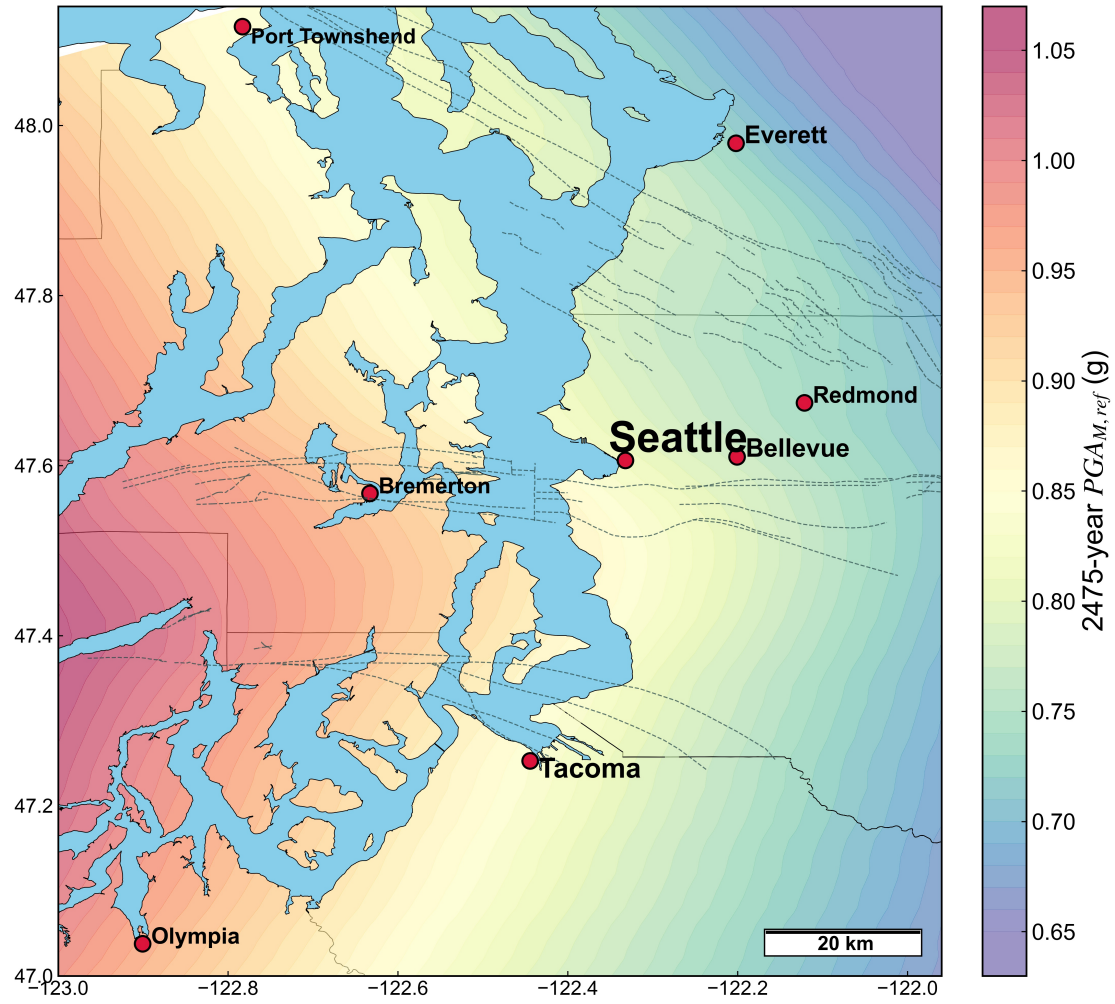 Port Townshend
Everett
Redmond
Seattle
Bellevue
Bremerton
Tacoma
Olympia
20 km
48.0
47.8
47.6
47.4
47.2
47.0
−123.0
−122.8
−122.6
−122.4
−122.2
−122.0
1.05
1.00
0.95
0.90
0.85
0.80
0.75
0.70
0.65
2475-year PGA_{M,ref} (g)